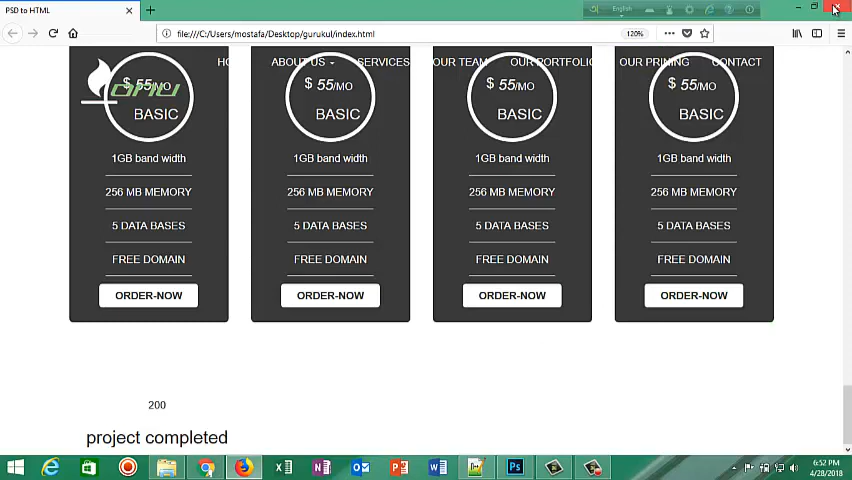 PSD to HTML
English
file:///C:/Users/mostafa/Desktop/gurukul/index.html
120%
ABOUT US SERVICES OUR TEAM OUR PORTFOLIO OUR PRINING CONTACT
$ 55/MO $ 55/MO $ 55/MO $ 55/MO
BASIC BASIC BASIC BASIC
1GB band width 1GB band width 1GB band width 1GB band width
256 MB MEMORY 256 MB MEMORY 256 MB MEMORY 256 MB MEMORY
5 DATA BASES 5 DATA BASES 5 DATA BASES 5 DATA BASES
FREE DOMAIN FREE DOMAIN FREE DOMAIN FREE DOMAIN
ORDER-NOW ORDER-NOW ORDER-NOW ORDER-NOW
200
project completed
6:52 PM
4/28/2018